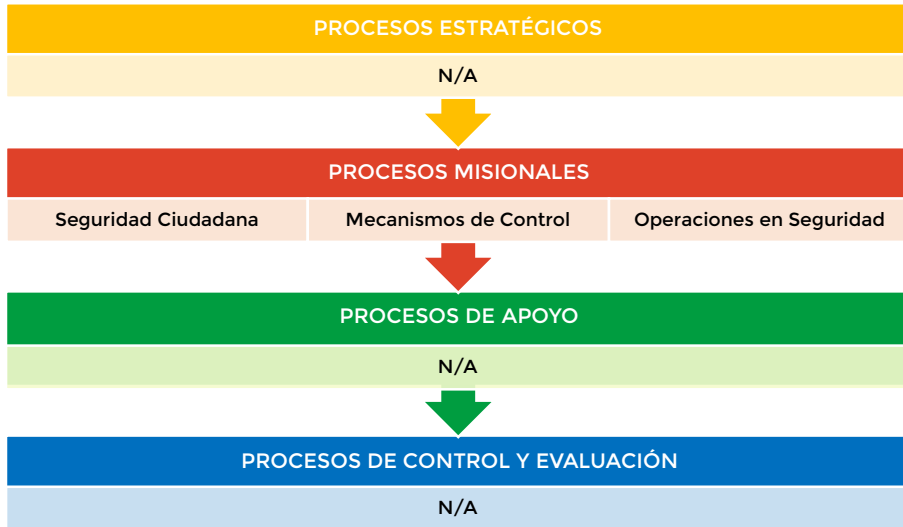 PROCESOS ESTRATÉGICOS
N/A
PROCESOS MISIONALES
Seguridad Ciudadana Mecanismos de Control Operaciones en Seguridad
PROCESOS DE APOYO
N/A
PROCESOS DE CONTROL Y EVALUACIÓN
N/A